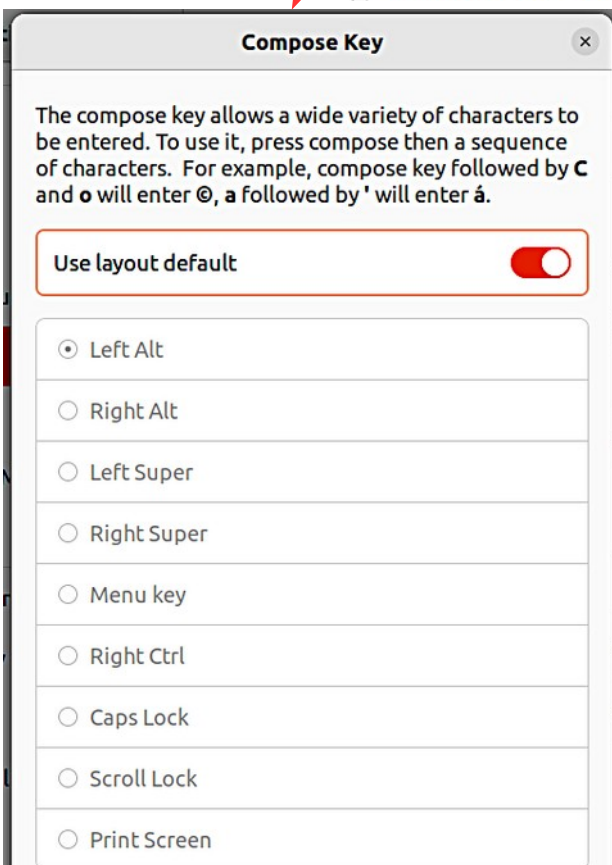 Compose Key
The compose key allows a wide variety of characters to
be entered. To use it, press compose then a sequence
of characters.  For example, compose key followed by C
and o will enter ©, a followed by ' will enter á.
Use layout default
Left Alt
Right Alt
Left Super
Right Super
Menu key
Right Ctrl
Caps Lock
Scroll Lock
Print Screen